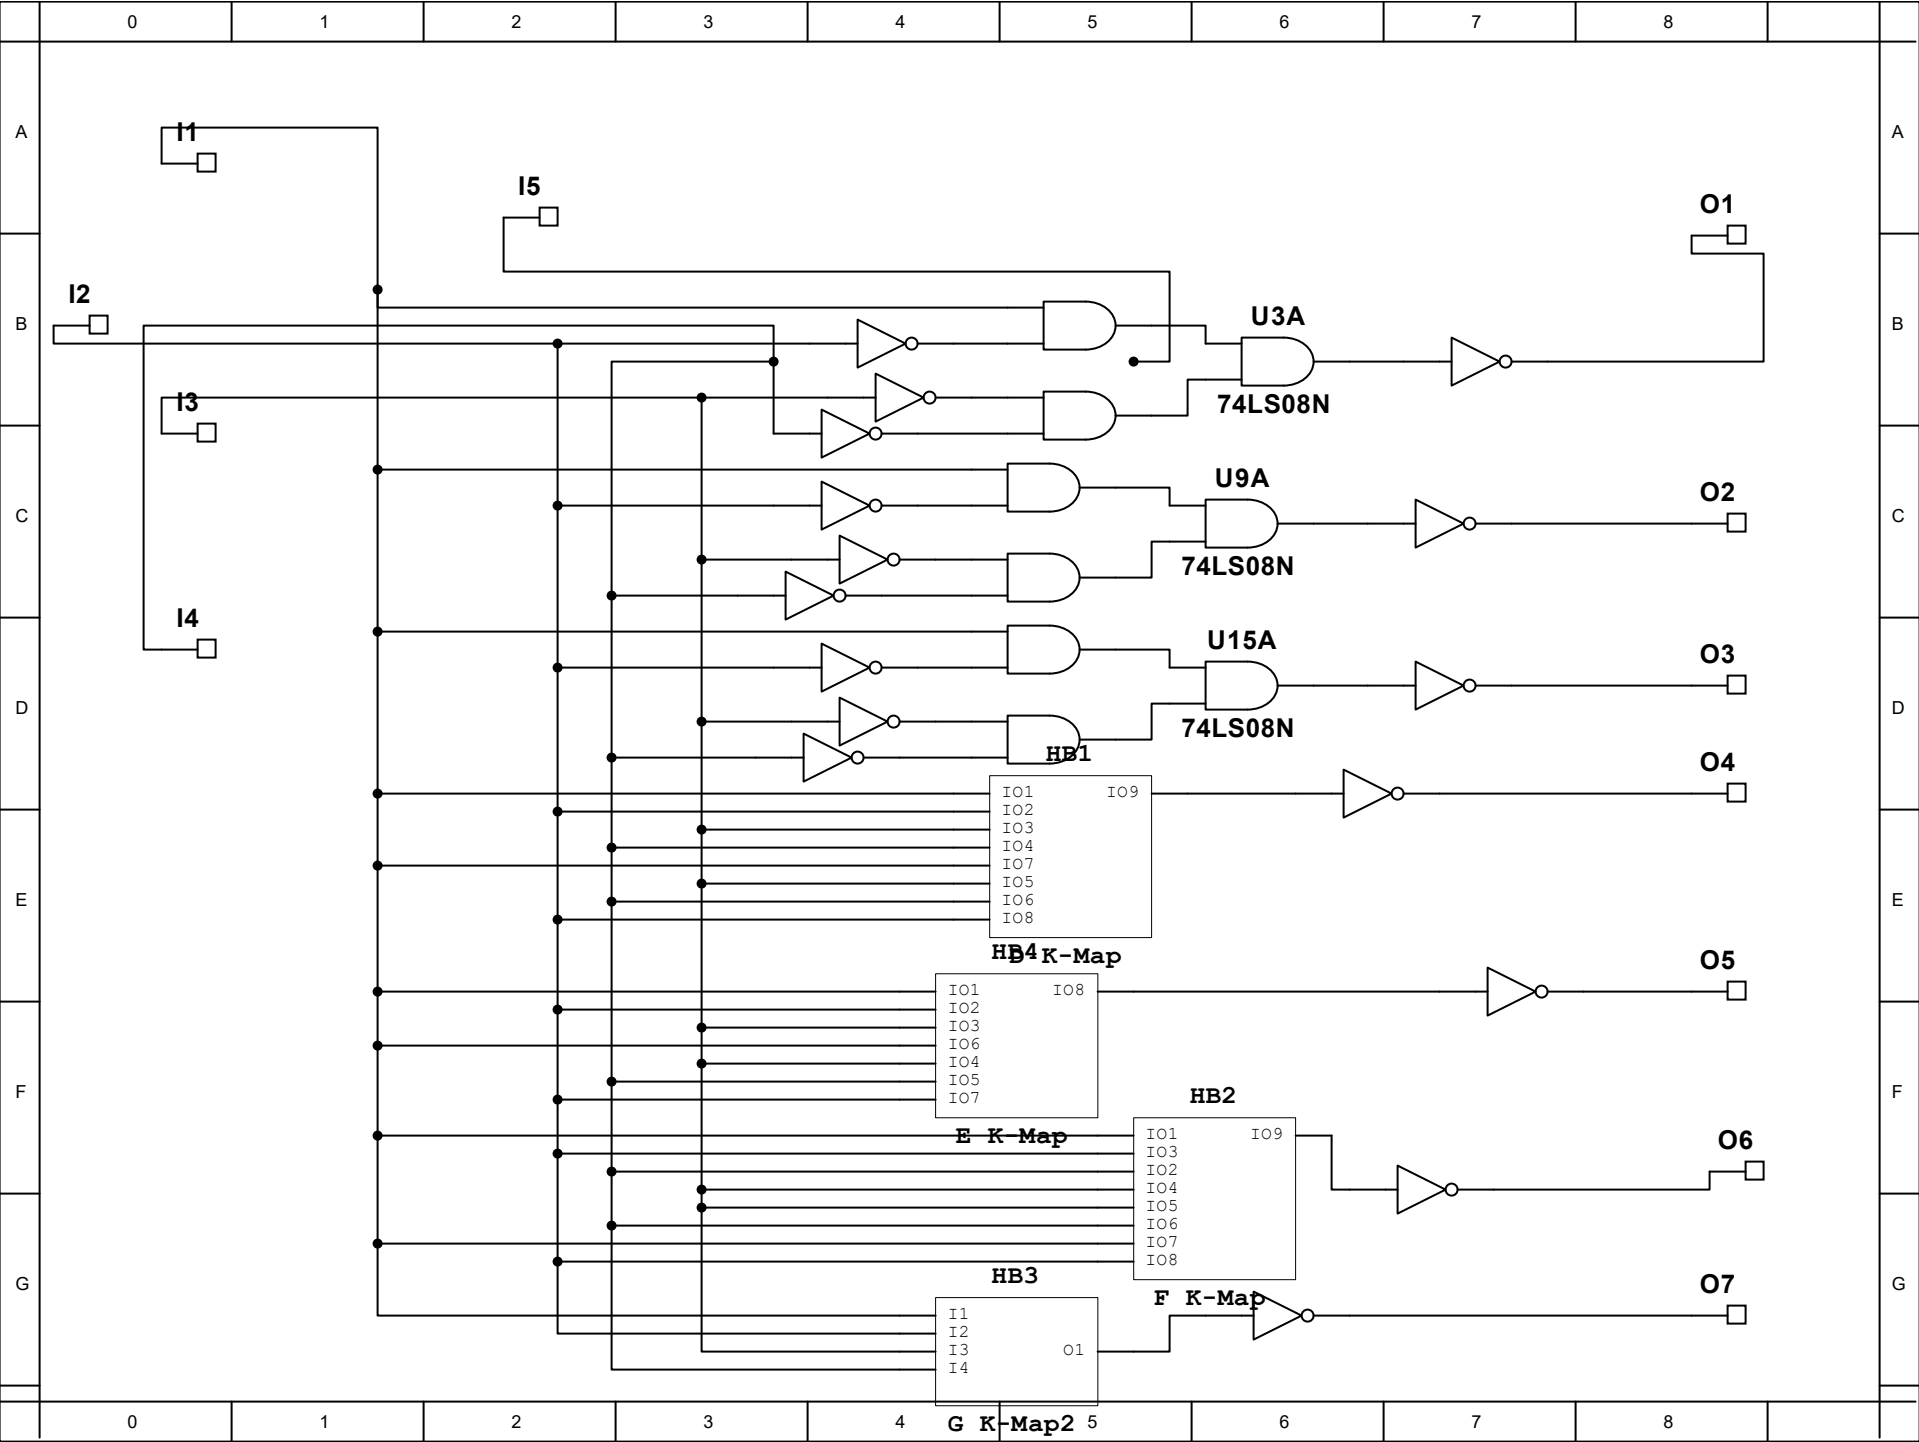 0 1 2 3 4 5 6 7 8
A I1 A
I5
O1
I2
B U3A B
I3
74LS08N
U9A
C O2 C
74LS08N
I4
U15A
O3
D 74LS08N D
HB1
O4
IO1 IO9
IO2
IO3
IO4
IO7
E IO5 E
IO6
IO8
HB4 D K-Map
O5
IO1 IO8
IO2
IO3
IO6
IO4
IO5
F IO7 F
HB2
E K-Map
IO1 IO9
O6
IO3
IO2
IO4
IO5
IO6
IO7
IO8
HB3
G O7 G
F K-Map
I1
I2
I3 O1
I4
0 1 2 3 4 5 6 7 8
G K-Map2